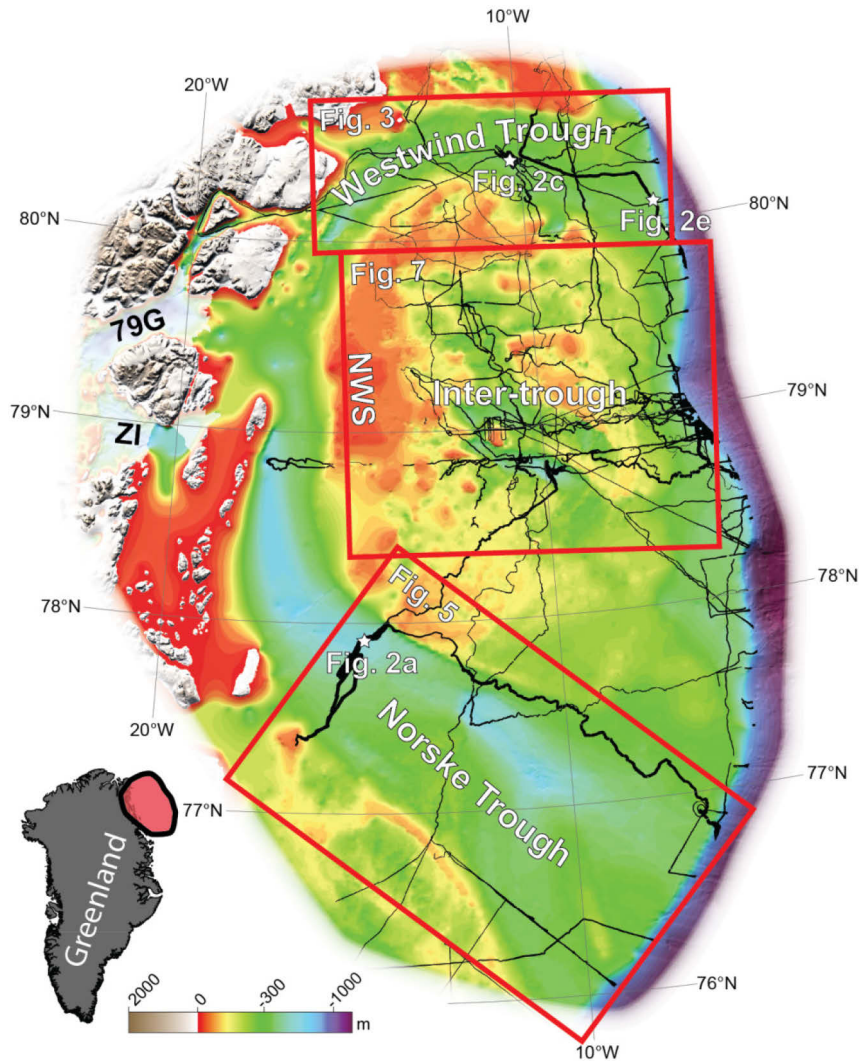 10°W
20°W
Fig. 3
Westwind Trough
Fig. 2c
Fig. 2e
80°N
80°N
Fig. 7
79G
NWS
Inter-trough
79°N
79°N
ZI
78°N
78°N
Fig. 5
Fig. 2a
Norske Trough
20°W
77°N
77°N
Greenland
76°N
2000
0
-300
-1000
m
10°W